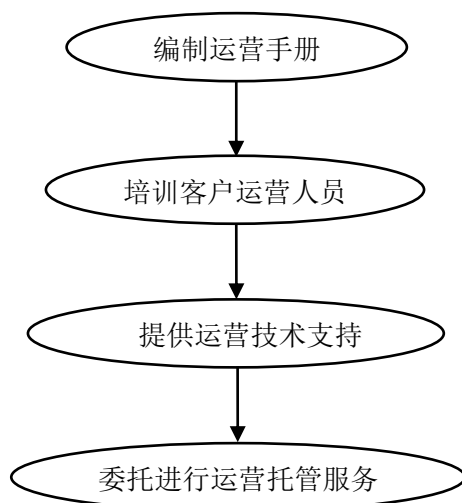 编制运营手册
培训客户运营人员
提供运营技术支持
委托进行运营托管服务